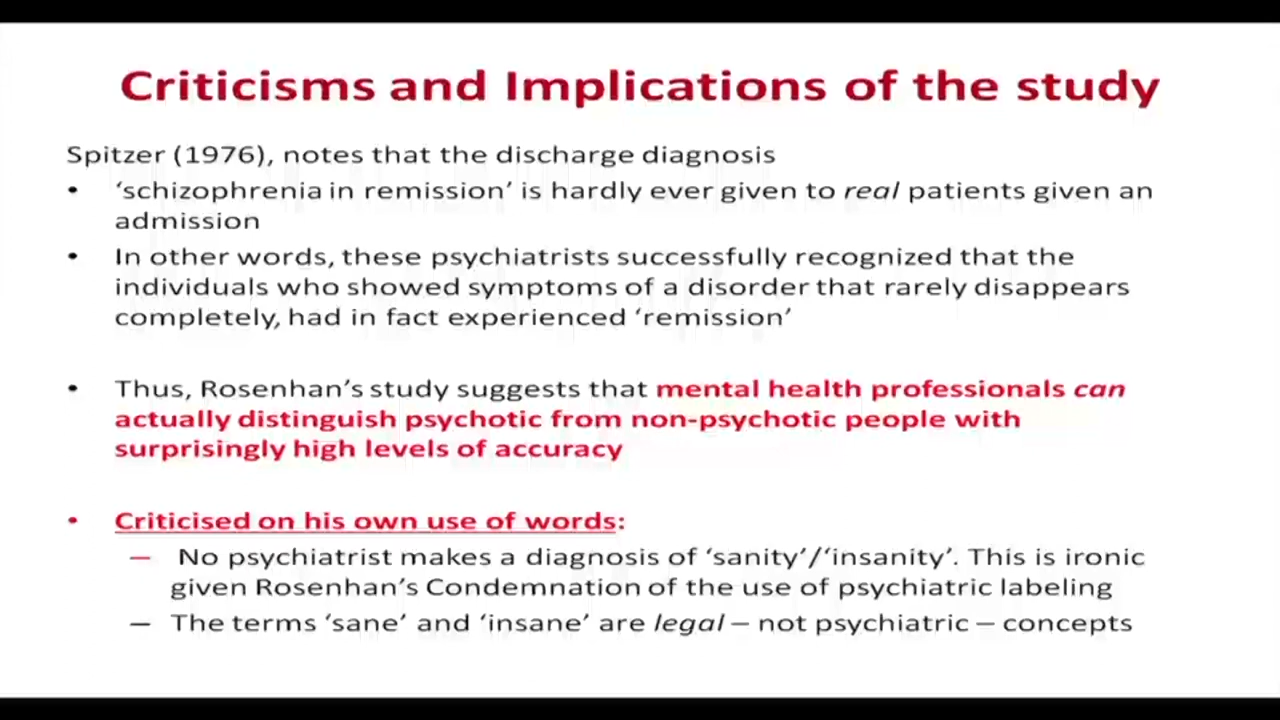 Criticisms and Implications of the study
Spitzer (1976), notes that the discharge diagnosis
• ‘schizophrenia in remission’ is hardly ever given to real patients given an
admission
• In other words, these psychiatrists successfully recognized that the
individuals who showed symptoms of a disorder that rarely disappears
completely, had in fact experienced ‘remission’
• Thus, Rosenhan’s study suggests that mental health professionals can
actually distinguish psychotic from non-psychotic people with
surprisingly high levels of accuracy
• Criticised on his own use of words:
— No psychiatrist makes a diagnosis of ‘sanity’/‘insanity’. This is ironic
given Rosenhan’s Condemnation of the use of psychiatric labeling
— The terms ‘sane’ and ‘insane’ are legal – not psychiatric – concepts